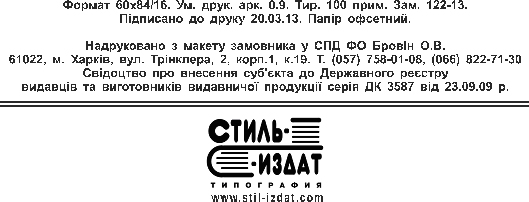 Формат 60х84/16. Ум. друк. арк. 0.9. Тир. 100 прим. Зам. 122-13.
Підписано до друку 20.03.13. Папір офсетний.
Надруковано з макету замовника у СПД ФО Бровін О.В.
61022, м. Харків, вул. Трінклера, 2, корп.1, к.19. Т. (057) 758-01-08, (066) 822-71-30
Свідоцтво про внесення суб'єкта до Державного реєстру
видавців та виготовників видавничої продукції серія ДК 3587 від 23.09.09 р.
СТИЛЬ-
-ИЗДАТ
ТИПОГРАФИЯ
www.stil-izdat.com